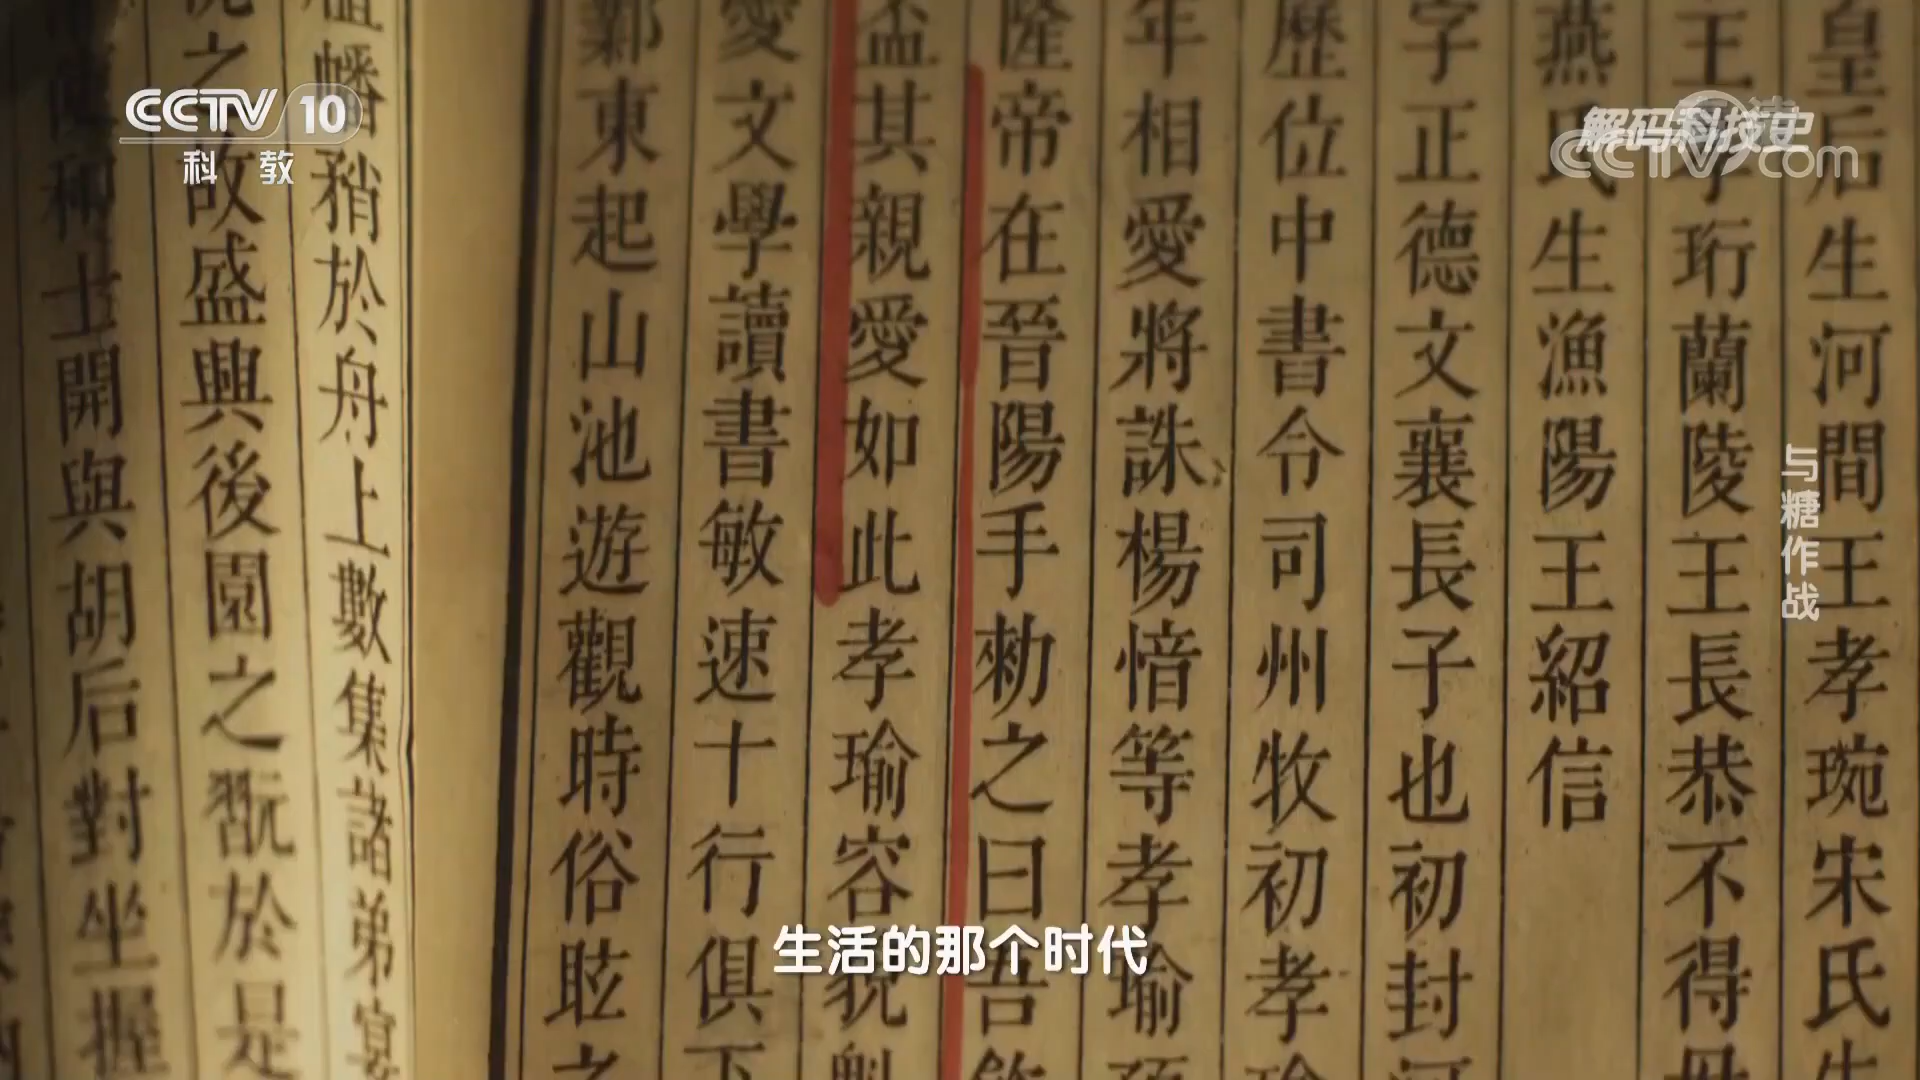 CCTV 10
科 教
解码科技史
CCTV.com
与糖作战
皇后生河間王孝琬宋氏生
王孝珩蘭陵王長恭不得母
燕氏生漁陽王紹信
字正德文襄長子也初封河
歷位中書令司州牧初孝瑜
年相愛將誅楊愔等孝瑜預
隆帝在晉陽手勑之曰吾飲
盃其親愛如此孝瑜容貌魁
愛文學讀書敏速十行俱下
鄴東起山池遊觀時俗眩之
幡稍於舟上數集諸弟宴
之故盛興後園之翫於是
士開與胡后對坐握
生活的那个时代